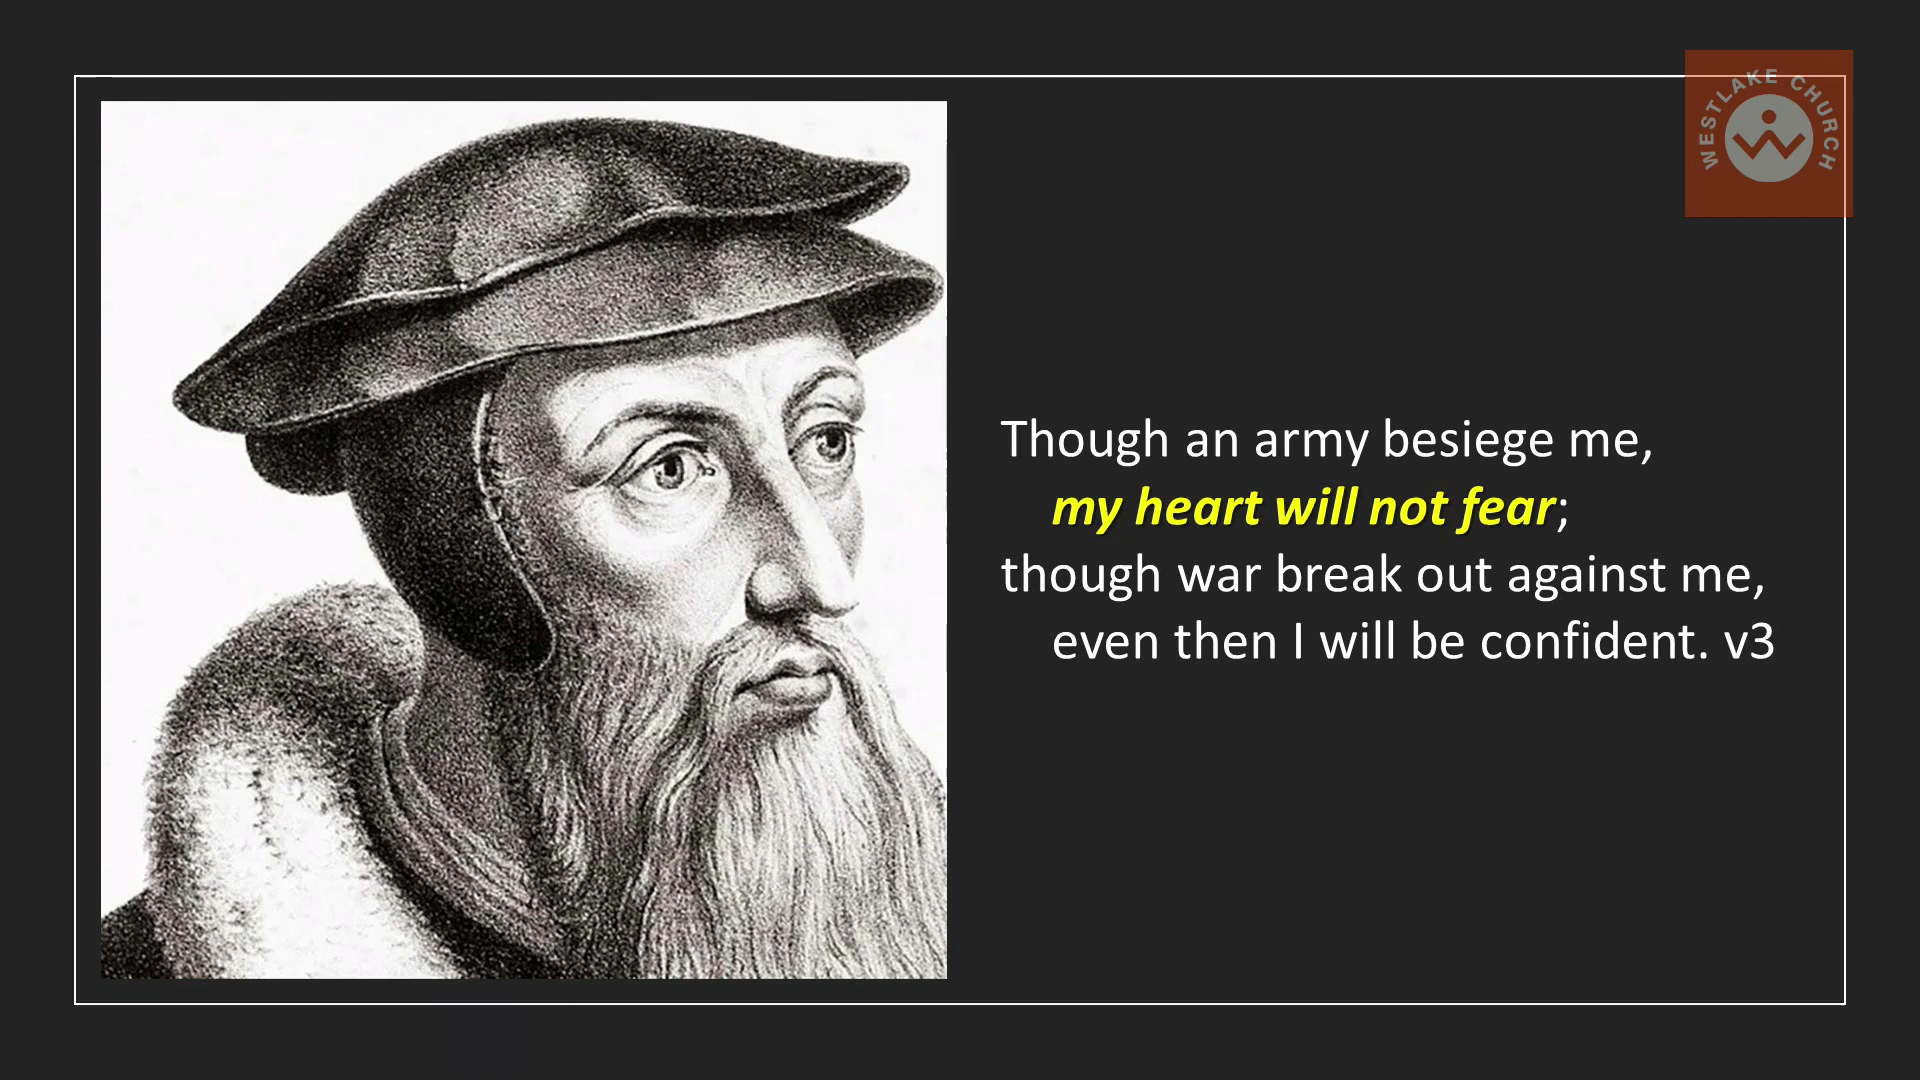 WESTLAKE CHURCH
Though an army besiege me,
my heart will not fear;
though war break out against me,
even then I will be confident. v3